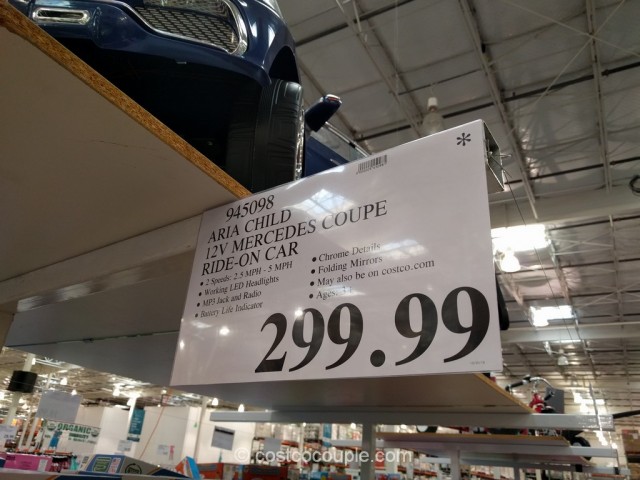 *
945098
ARIA CHILD
12V MERCEDES COUPE
RIDE-ON CAR
• 2 Speeds: 2.5 MPH - 5 MPH
• Working LED Headlights
• MP3 Jack and Radio
• Battery Life Indicator
• Chrome Details
• Folding Mirrors
• May also be on costco.com
• Ages:
299.99
ORGANIC
© costcocouple.com